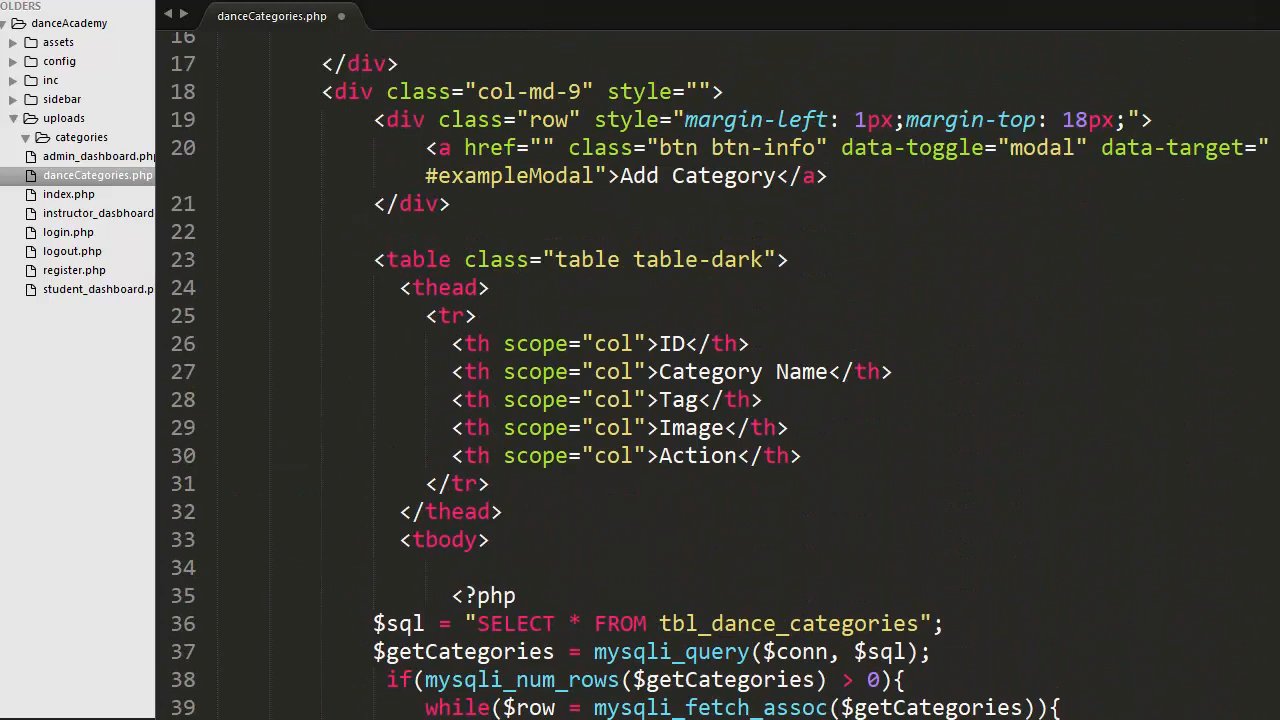 OLDERS
danceAcademy
assets
config
inc
sidebar
uploads
categories
admin_dashboard.php
danceCategories.php
index.php
instructor_dasbhoard
login.php
logout.php
register.php
student_dashboard.p
danceCategories.php
16
17 </div>
18 <div class="col-md-9" style="">
19 <div class="row" style="margin-left: 1px;margin-top: 18px;">
20 <a href="" class="btn btn-info" data-toggle="modal" data-target="
#exampleModal">Add Category</a>
21 </div>
22
23 <table class="table table-dark">
24 <thead>
25 <tr>
26 <th scope="col">ID</th>
27 <th scope="col">Category Name</th>
28 <th scope="col">Tag</th>
29 <th scope="col">Image</th>
30 <th scope="col">Action</th>
31 </tr>
32 </thead>
33 <tbody>
34
35 <?php
36 $sql = "SELECT * FROM tbl_dance_categories";
37 $getCategories = mysqli_query($conn, $sql);
38 if(mysqli_num_rows($getCategories) > 0){
39 while($row = mysqli_fetch_assoc($getCategories)){